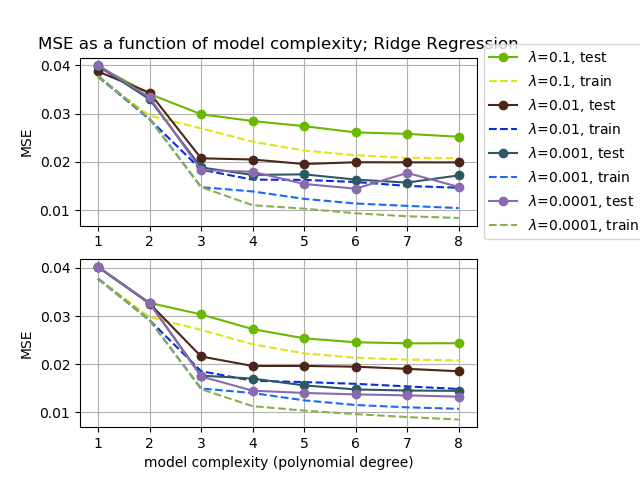 MSE as a function of model complexity; Ridge Regression
λ=0.1, test
λ=0.1, train
λ=0.01, test
λ=0.01, train
λ=0.001, test
λ=0.001, train
λ=0.0001, test
λ=0.0001, train
MSE
0.04
0.03
0.02
0.01
1 2 3 4 5 6 7 8
MSE
0.04
0.03
0.02
0.01
1 2 3 4 5 6 7 8
model complexity (polynomial degree)